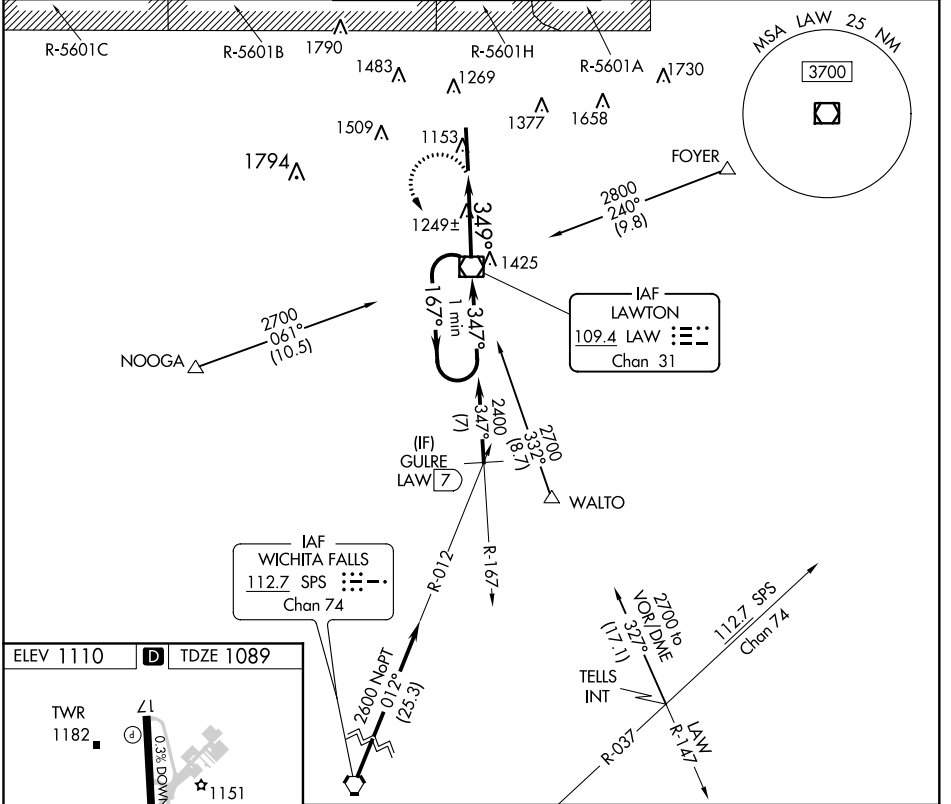 R-5601C
R-5601B
1790
R-5601H
R-5601A
1483
1269
1730
1509
1153
1377
1658
1794
MSA LAW 25 NM
3700
FOYER
2800
240°
(9.8)
1249±
349°
1425
IAF
LAWTON
109.4 LAW
Chan 31
2700
061°
(10.5)
NOOGA
167°
1 min
347°
2400
347°
(7)
(IF)
GULRE
LAW 7
2700
332°
(8.7)
WALTO
IAF
WICHITA FALLS
112.7 SPS
Chan 74
R-012
R-167
2600 NoPT
012°
(25.3)
2700 to
VOR/DME
327°
(17.1)
112.7 SPS
Chan 74
TELLS
INT
R-037
LAW
R-147
ELEV 1110
D
TDZE 1089
TWR
1182
17
P
0.3% DOWN
1151